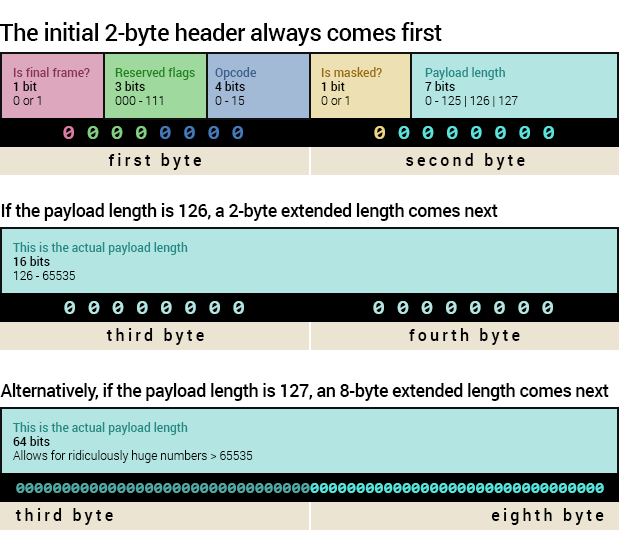 The initial 2-byte header always comes first
Is final frame? Reserved flags Opcode Is masked? Payload length
1 bit 3 bits 4 bits 1 bit 7 bits
0 or 1 000 - 111 0 - 15 0 or 1 0 - 125 | 126 | 127
0 0 0 0 0 0 0 0 0 0 0 0 0 0 0 0
first byte second byte
If the payload length is 126, a 2-byte extended length comes next
This is the actual payload length
16 bits
126 - 65535
0 0 0 0 0 0 0 0 0 0 0 0 0 0 0 0
third byte fourth byte
Alternatively, if the payload length is 127, an 8-byte extended length comes next
This is the actual payload length
64 bits
Allows for ridiculously huge numbers > 65535
0000000000000000000000000000000000000000000000000000000000000000
third byte eighth byte